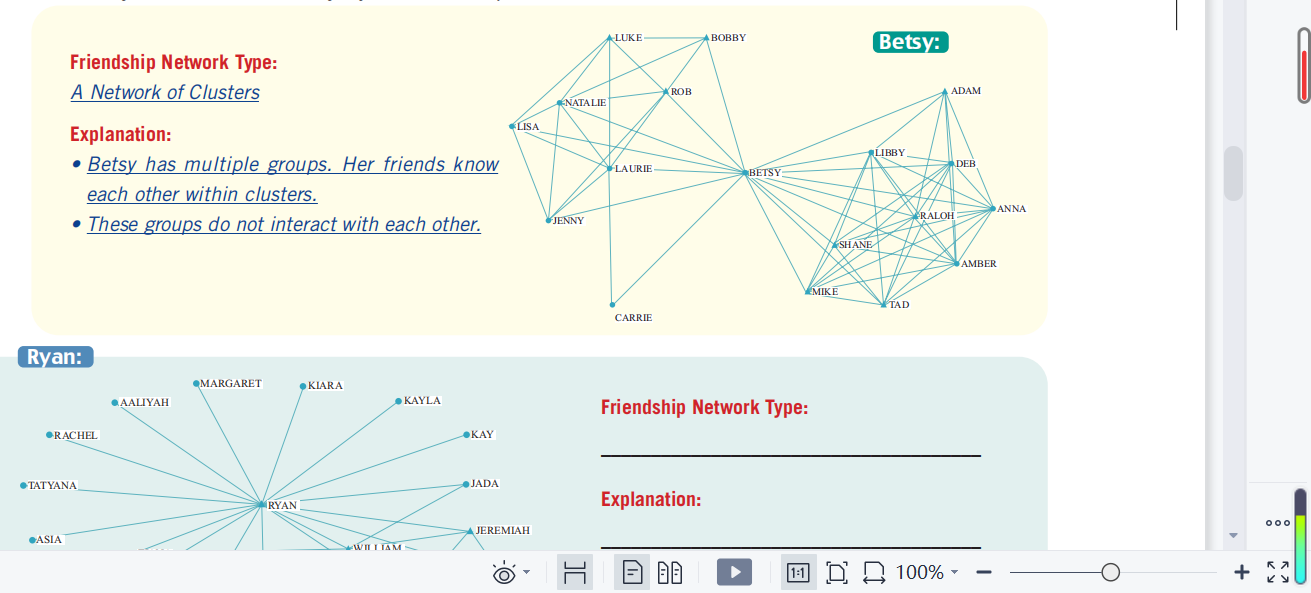 Betsy:
Friendship Network Type:
A Network of Clusters
Explanation:
• Betsy has multiple groups. Her friends know
each other within clusters.
• These groups do not interact with each other.
LUKE
BOBBY
ROB
NATALIE
LISA
LAURIE
JENNY
CARRIE
BETSY
ADAM
LIBBY
DEB
ANNA
RALOH
SHANE
AMBER
MIKE
TAD
Ryan:
MARGARET
KIARA
AALIYAH
KAYLA
RACHEL
KAY
TATYANA
JADA
RYAN
JEREMIAH
ASIA
WILLIAM
Friendship Network Type:
Explanation:
1:1
100%